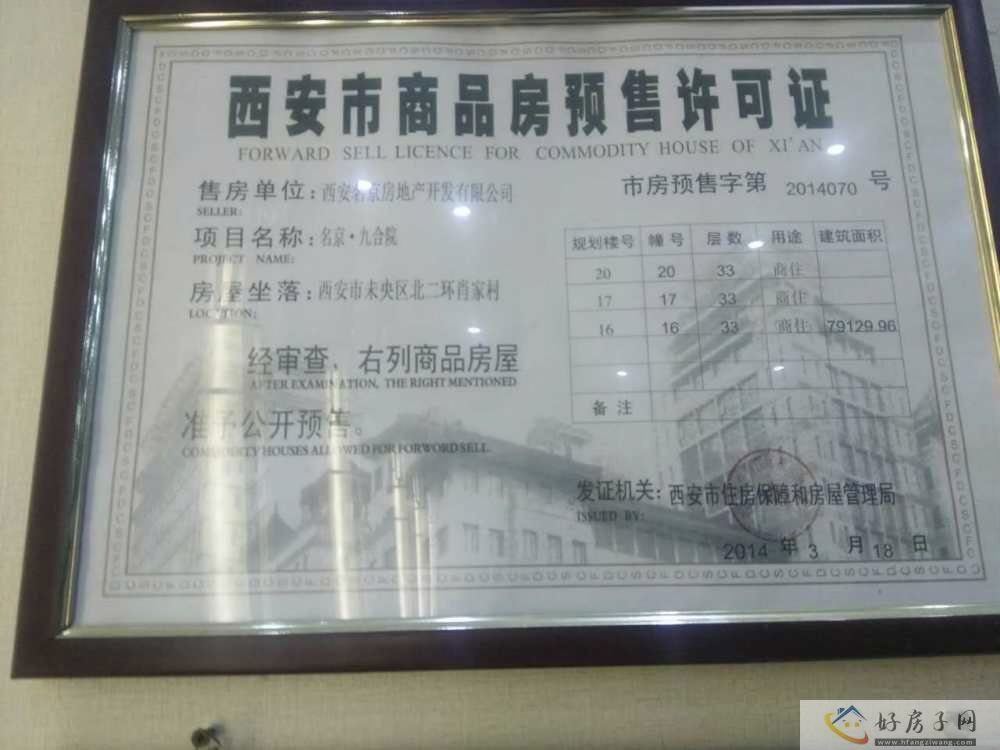 西安市商品房预售许可证
FORWARD SELL LICENCE FOR COMMODITY HOUSE OF XI'AN
市房预售字第 2014070 号
售房单位:西安名京房地产开发有限公司
SELLER:
项目名称:名京·九合院
PROJECT NAME:
房屋坐落:西安市未央区北二环肖家村
LOCATION:
经审查,右列商品房屋
AFTER EXAMINATION, THE RIGHT MENTIONED
准予公开预售。
COMMODITY HOUSES ALLOWED FOR FORWORD SELL.
规划楼号 幢号 层数 用途 建筑面积
20 20 33 商住
17 17 33 商住
16 16 33 商住 79129.96
备注
发证机关:西安市住房保障和房屋管理局
ISSUED BY:
2014 年 3 月 18 日
好房子网
www.hfangziwang.com